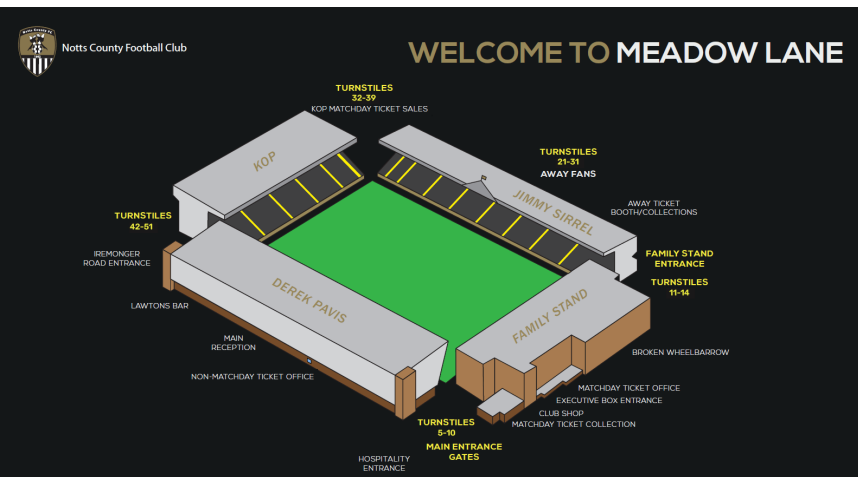 Notts County FC
Notts County Football Club
WELCOME TO MEADOW LANE
TURNSTILES
32-39
KOP MATCHDAY TICKET SALES
KOP
TURNSTILES
21-31
AWAY FANS
JIMMY SIRREL
AWAY TICKET
BOOTH/COLLECTIONS
TURNSTILES
42-51
IREMONGER
ROAD ENTRANCE
FAMILY STAND
ENTRANCE
TURNSTILES
11-14
DEREK PAVIS
FAMILY STAND
LAWTONS BAR
MAIN
RECEPTION
NON-MATCHDAY TICKET OFFICE
BROKEN WHEELBARROW
MATCHDAY TICKET OFFICE
EXECUTIVE BOX ENTRANCE
CLUB SHOP
MATCHDAY TICKET COLLECTION
TURNSTILES
5-10
MAIN ENTRANCE
GATES
HOSPITALITY
ENTRANCE